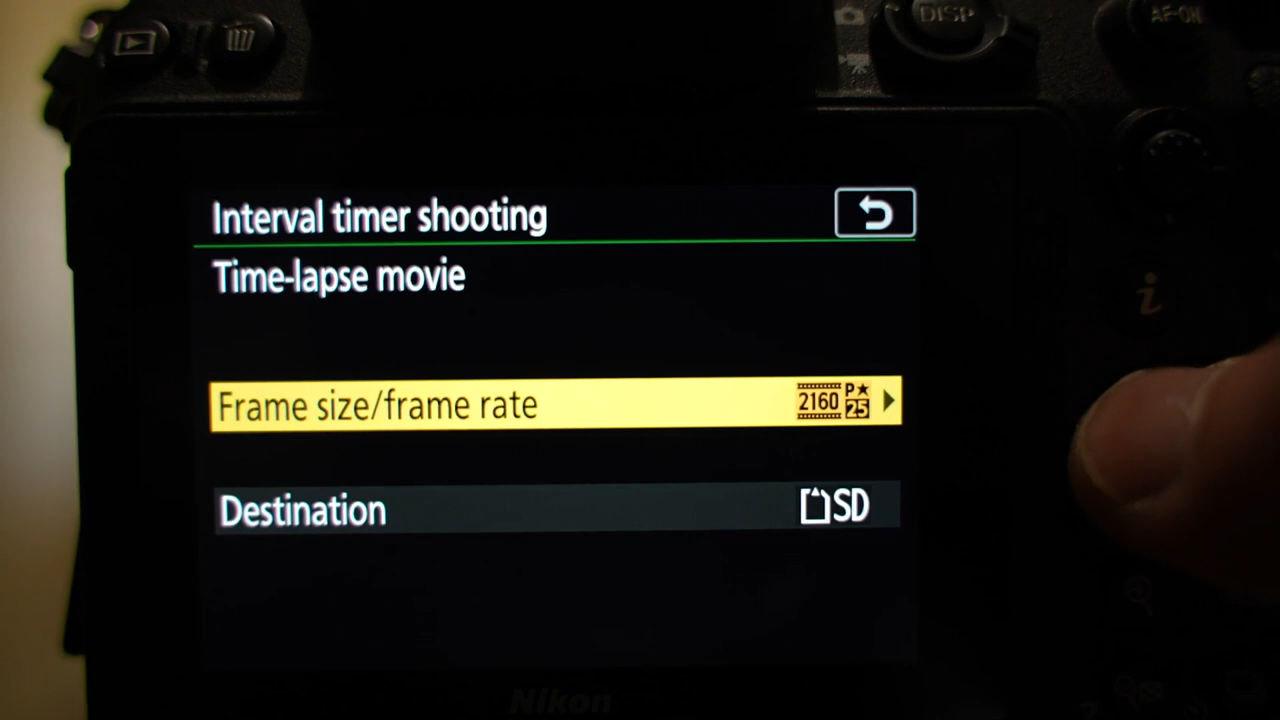 DISP
AF-ON
Interval timer shooting
Time-lapse movie
i
Frame size/frame rate 2160 P★ 25
Destination SD
Nikon